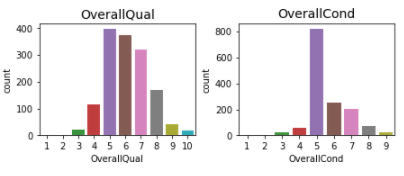 OverallQual
400
300
200
100
0
count
1 2 3 4 5 6 7 8 9 10
OverallQual
OverallCond
800
600
400
200
0
count
1 2 3 4 5 6 7 8 9
OverallCond